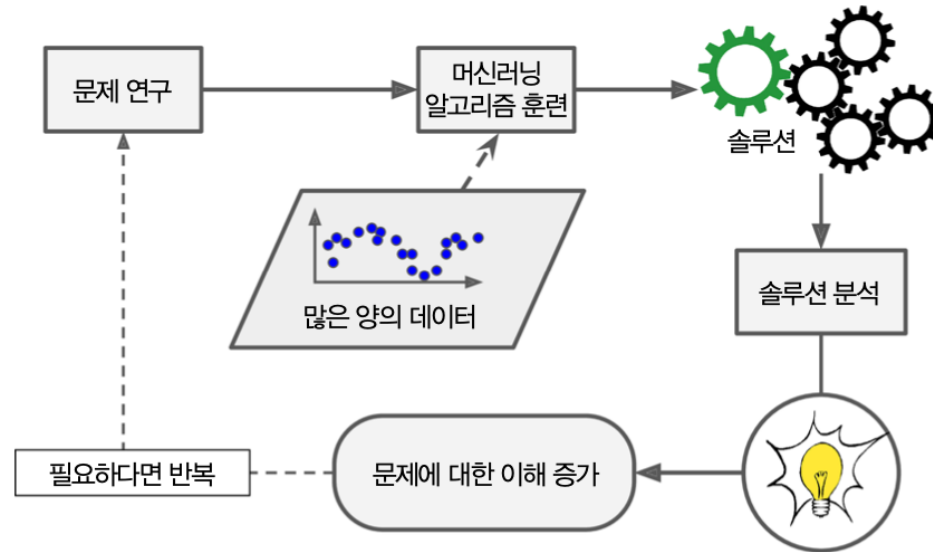 문제 연구
머신러닝
알고리즘 훈련
솔루션
많은 양의 데이터
솔루션 분석
필요하다면 반복
문제에 대한 이해 증가